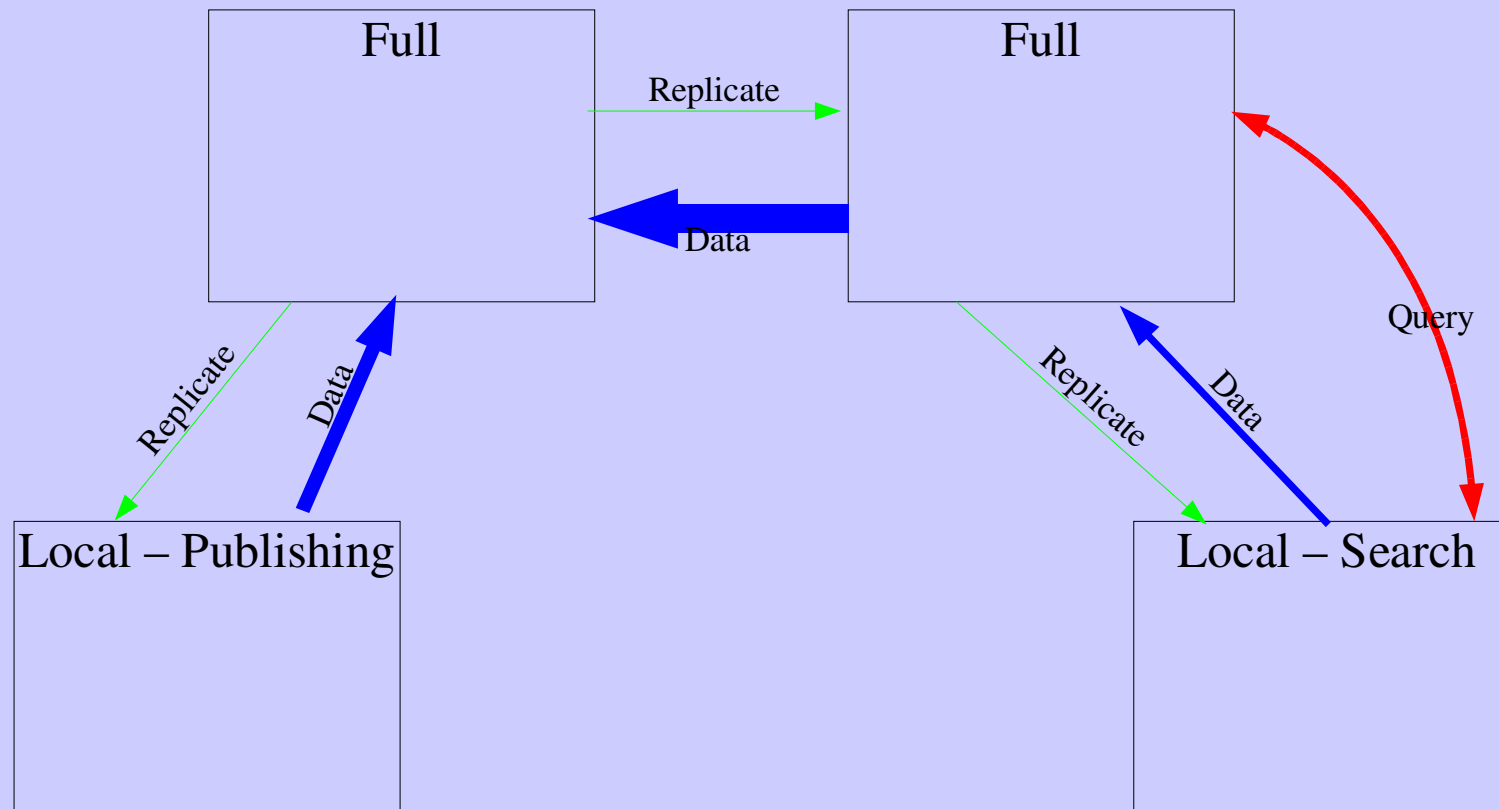 Full
Full
Replicate
Data
Query
Replicate
Data
Replicate
Data
Local – Publishing
Local – Search